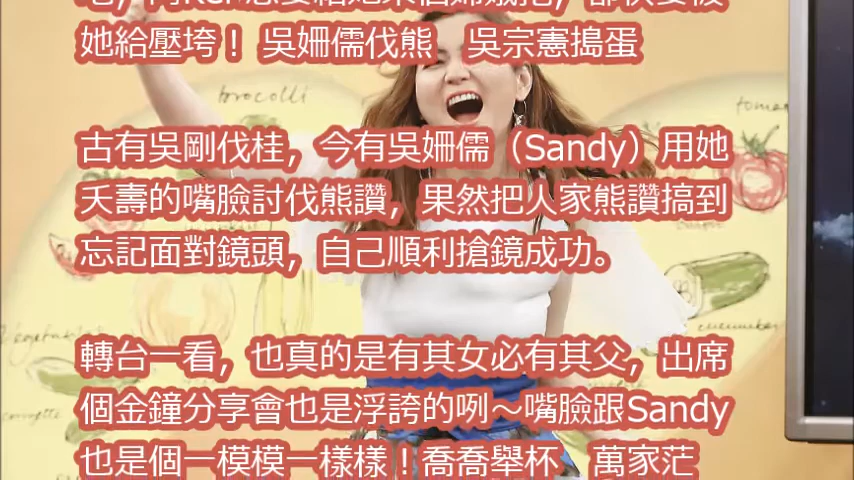 她給壓垮！ 吳姍儒伐熊　吳宗憲搗蛋
brocolli
古有吳剛伐桂，今有吳姍儒（Sandy）用她
夭壽的嘴臉討伐熊讚，果然把人家熊讚搞到
忘記面對鏡頭，自己順利搶鏡成功。
轉台一看，也真的是有其女必有其父，出席
個金鐘分享會也是浮誇的咧～嘴臉跟Sandy
也是個一模模一樣樣！喬喬舉杯　萬家茫